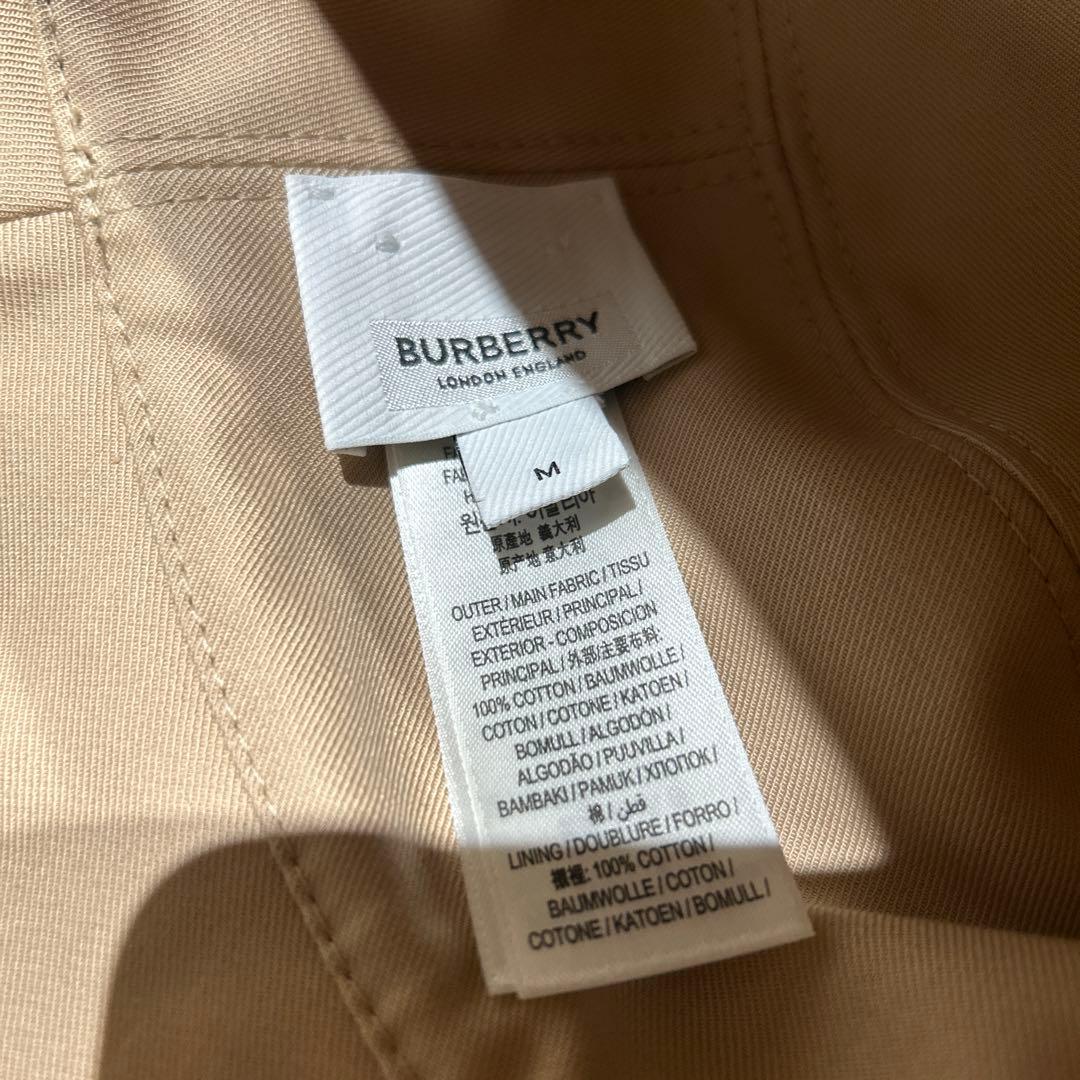 BURBERRY
LONDON ENGLAND
M
原產地 義大利
原产地 意大利
OUTER / MAIN FABRIC / TISSU
EXTÉRIEUR / PRINCIPAL /
EXTERIOR - COMPOSICION
PRINCIPAL / 外部/主要布料:
100% COTTON / BAUMWOLLE /
COTON / COTONE / KATOEN /
BOMULL / ALGODÓN /
ALGODÃO / PUUVILLA /
BAMBAKI / PAMUK / ХЛОПОК /
棉 / قطن
LINING / DOUBLURE / FORRO /
襯裡: 100% COTTON /
BAUMWOLLE / COTON /
COTONE / KATOEN / BOMULL /